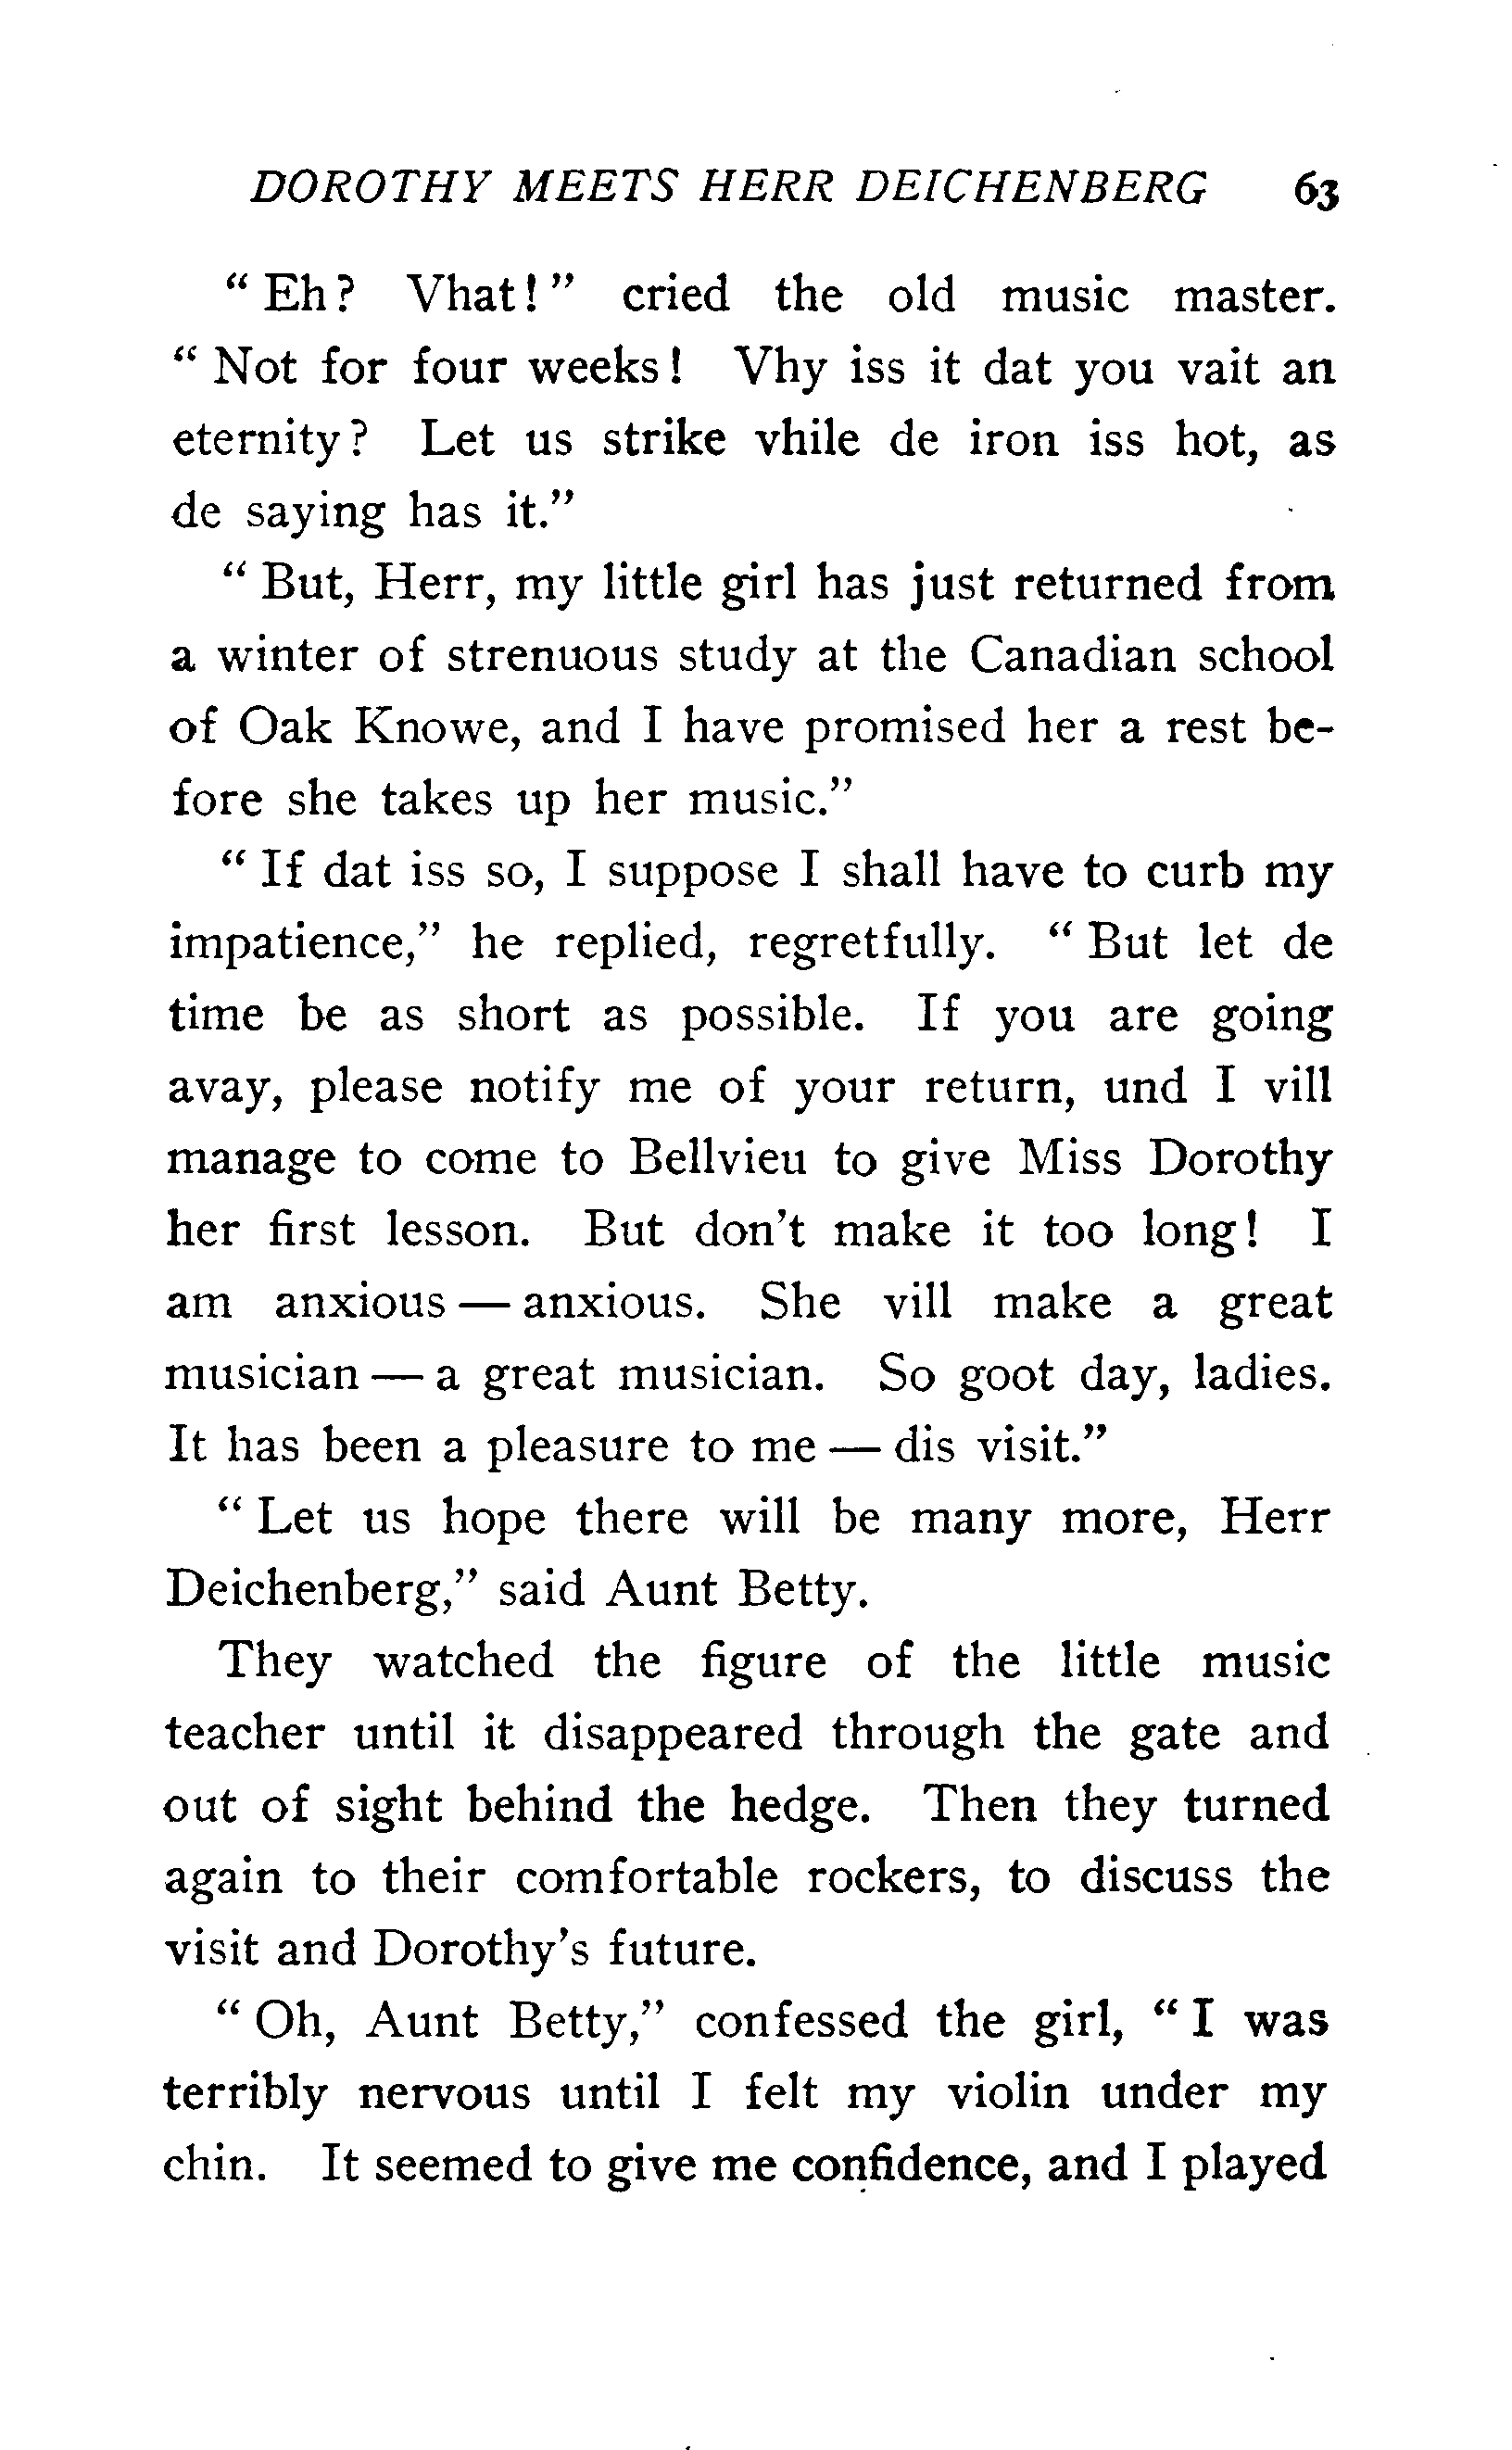 DOROTHY MEETS HERR DEICHENBERG 63
" Eh? Vhat!" cried the old music master.
" Not for four weeks! Vhy iss it dat you vait an
eternity? Let us strike vhile de iron iss hot, as
de saying has it."
" But, Herr, my little girl has just returned from
a winter of strenuous study at the Canadian school
of Oak Knowe, and I have promised her a rest be-
fore she takes up her music."
" If dat iss so, I suppose I shall have to curb my
impatience," he replied, regretfully. " But let de
time be as short as possible. If you are going
avay, please notify me of your return, und I vill
manage to come to Bellvieu to give Miss Dorothy
her first lesson. But don't make it too long! I
am anxious — anxious. She vill make a great
musician — a great musician. So goot day, ladies.
It has been a pleasure to me — dis visit."
" Let us hope there will be many more, Herr
Deichenberg," said Aunt Betty.
They watched the figure of the little music
teacher until it disappeared through the gate and
out of sight behind the hedge. Then they turned
again to their comfortable rockers, to discuss the
visit and Dorothy's future.
" Oh, Aunt Betty," confessed the girl, " I was
terribly nervous until I felt my violin under my
chin. It seemed to give me confidence, and I played